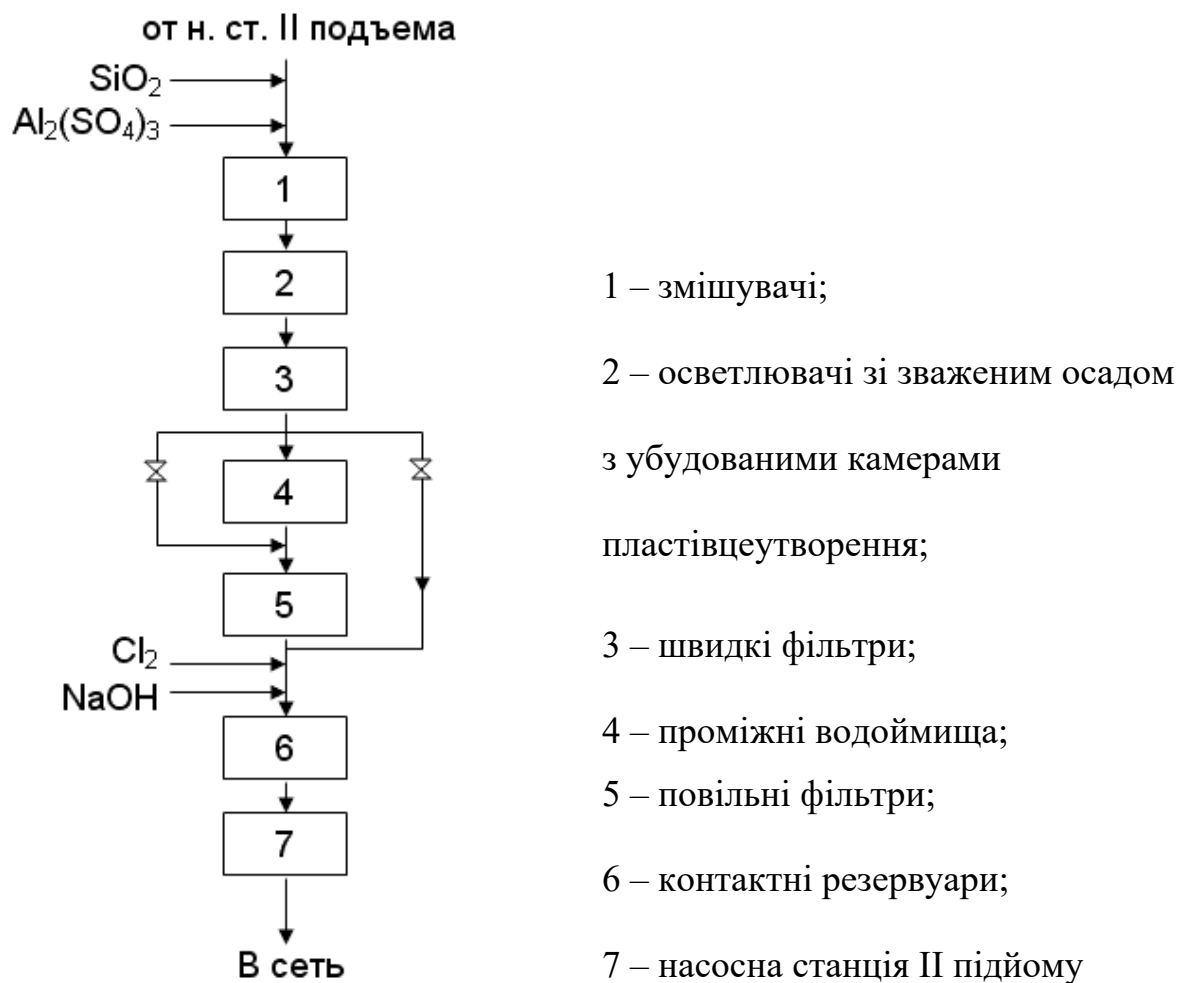 от н. ст. II подъема
SiO₂
Al₂(SO₄)₃
1
2
3
4
5
Cl₂
NaOH
6
7
В сеть
1 – змішувачі;
2 – осветлювачі зі зваженим осадом
з убудованими камерами
пластівцеутворення;
3 – швидкі фільтри;
4 – проміжні водоймища;
5 – повільні фільтри;
6 – контактні резервуари;
7 – насосна станція II підйому